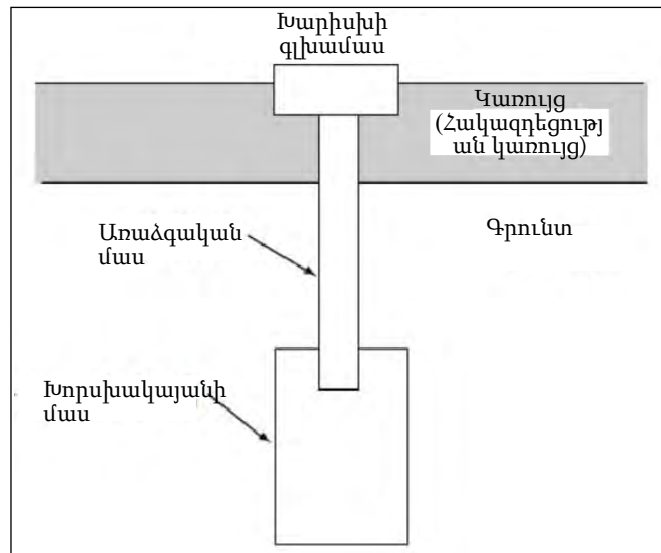 Խարիսխի
գլխամաս
Կառույց
(Հակազդեցությ
ան կառույց)
Առաձգական
մաս
Գրունտ
Խորսխակայանի
մաս